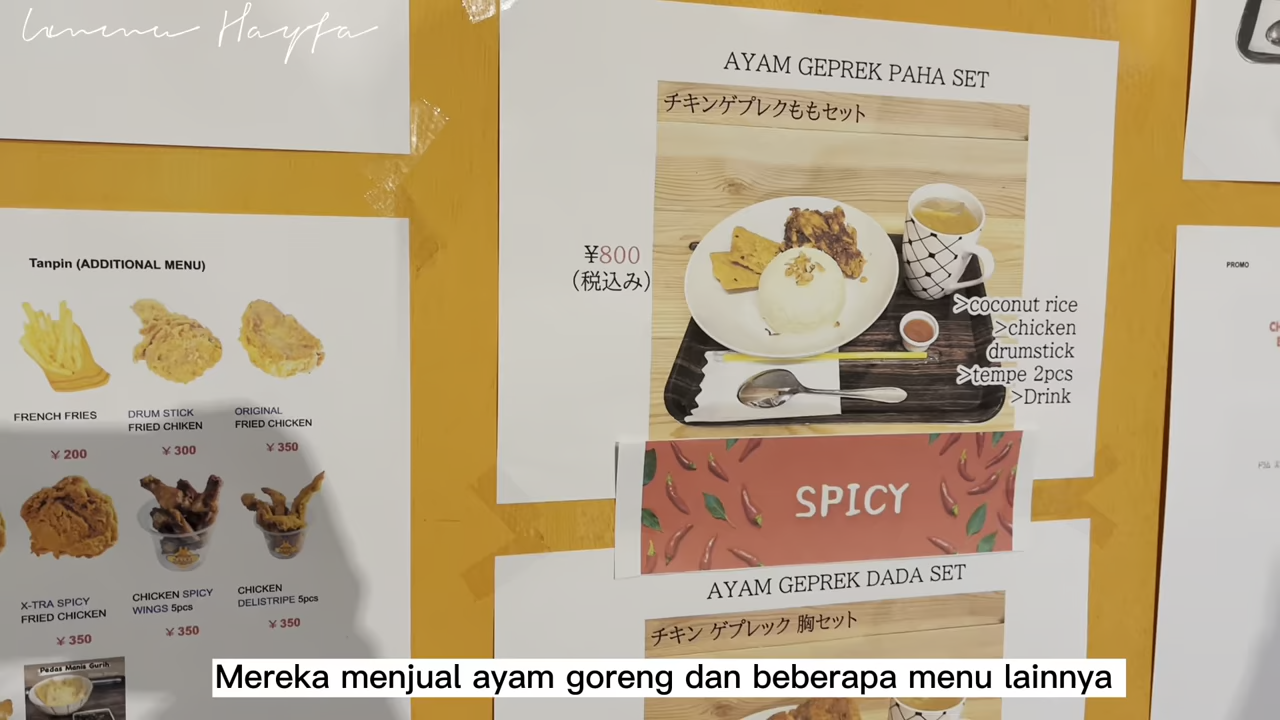 Hayfa
AYAM GEPREK PAHA SET
チキンゲプレクももセット
¥800
(税込み)
>coconut rice
>chicken
drumstick
>tempe 2pcs
>Drink
SPICY
AYAM GEPREK DADA SET
チキン ゲプレック 胸セット
Tanpin (ADDITIONAL MENU)
FRENCH FRIES
¥200
DRUM STICK
FRIED CHIKEN
¥300
ORIGINAL
FRIED CHICKEN
¥350
X-TRA SPICY
FRIED CHICKEN
¥350
CHICKEN SPICY
WINGS 5pcs
¥350
CHICKEN
DELISTRIPE 5pcs
¥350
Pedas Manis Gurih
PROMO
Mereka menjual ayam goreng dan beberapa menu lainnya